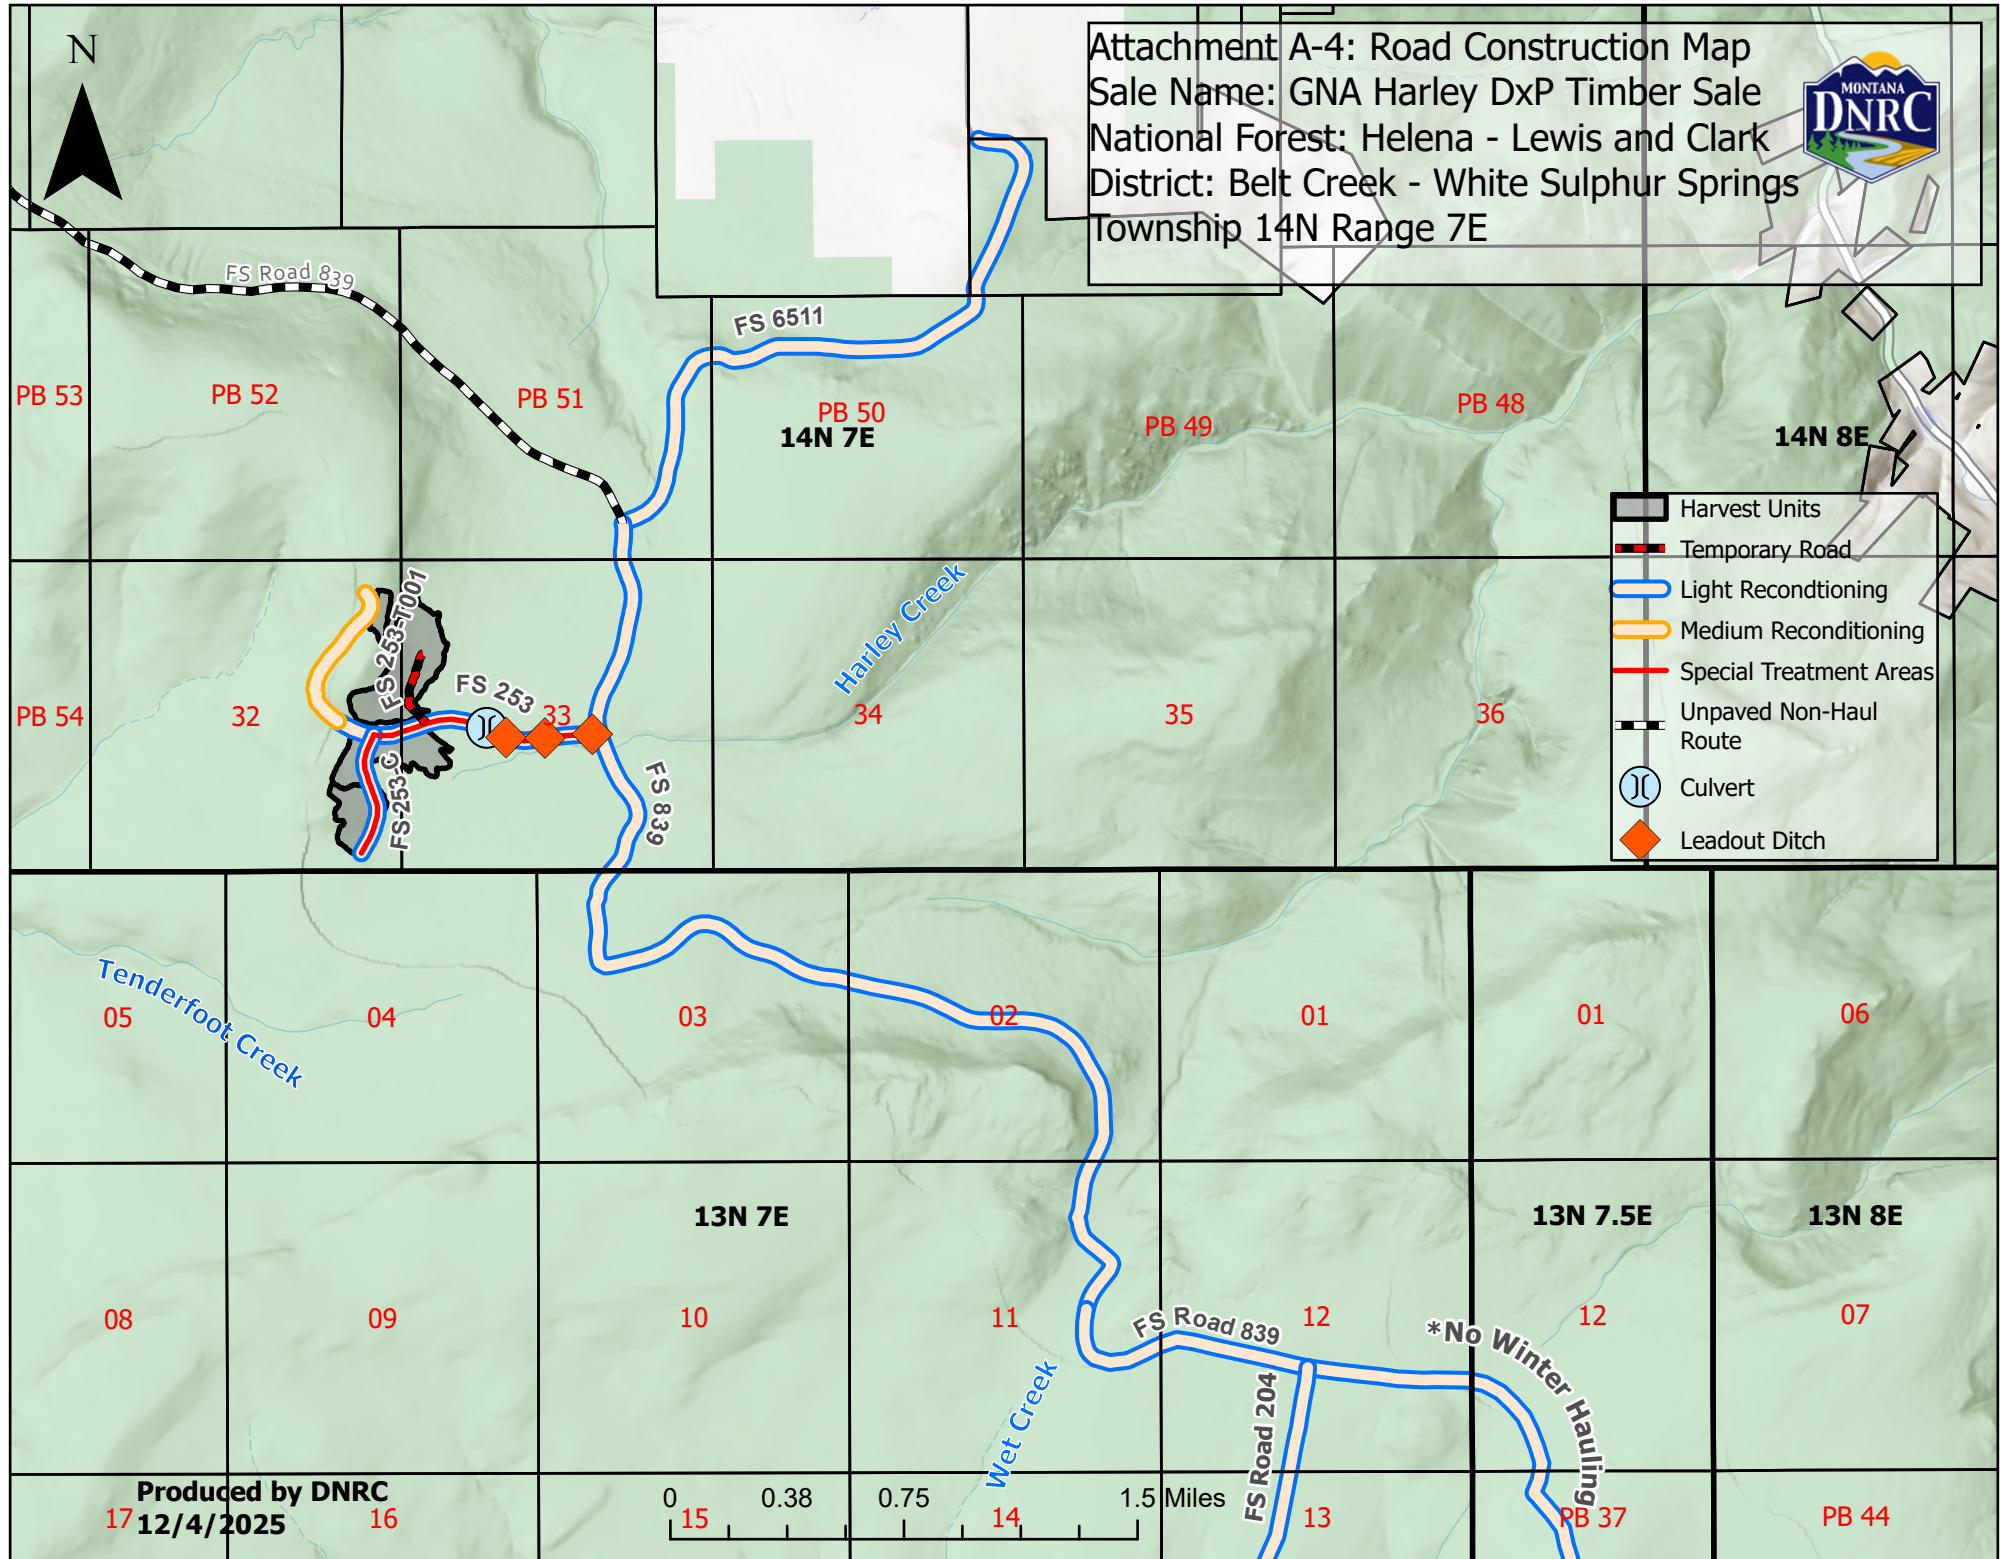 N
Attachment A-4: Road Construction Map
Sale Name: GNA Harley DxP Timber Sale
National Forest: Helena - Lewis and Clark
District: Belt Creek - White Sulphur Springs
Township 14N Range 7E
MONTANA
DNRC
FS Road 839
FS 6511
PB 53
PB 52
PB 51
PB 50
PB 49
PB 48
14N 7E
14N 8E
Harvest Units
Temporary Road
Light Recondtioning
Medium Reconditioning
Special Treatment Areas
Unpaved Non-Haul
Route
Culvert
Leadout Ditch
FS 253-T001
FS 253
Harley Creek
PB 54
32
33
34
35
36
FS 253-C
FS 839
Tenderfoot Creek
05
04
03
02
01
01
06
13N 7E
13N 7.5E
13N 8E
08
09
10
11
12
12
07
FS Road 839
*No Winter Hauling
FS Road 204
Wet Creek
Produced by DNRC
12/4/2025
17
16
15
14
13
PB 37
PB 44
0 0.38 0.75 1.5 Miles